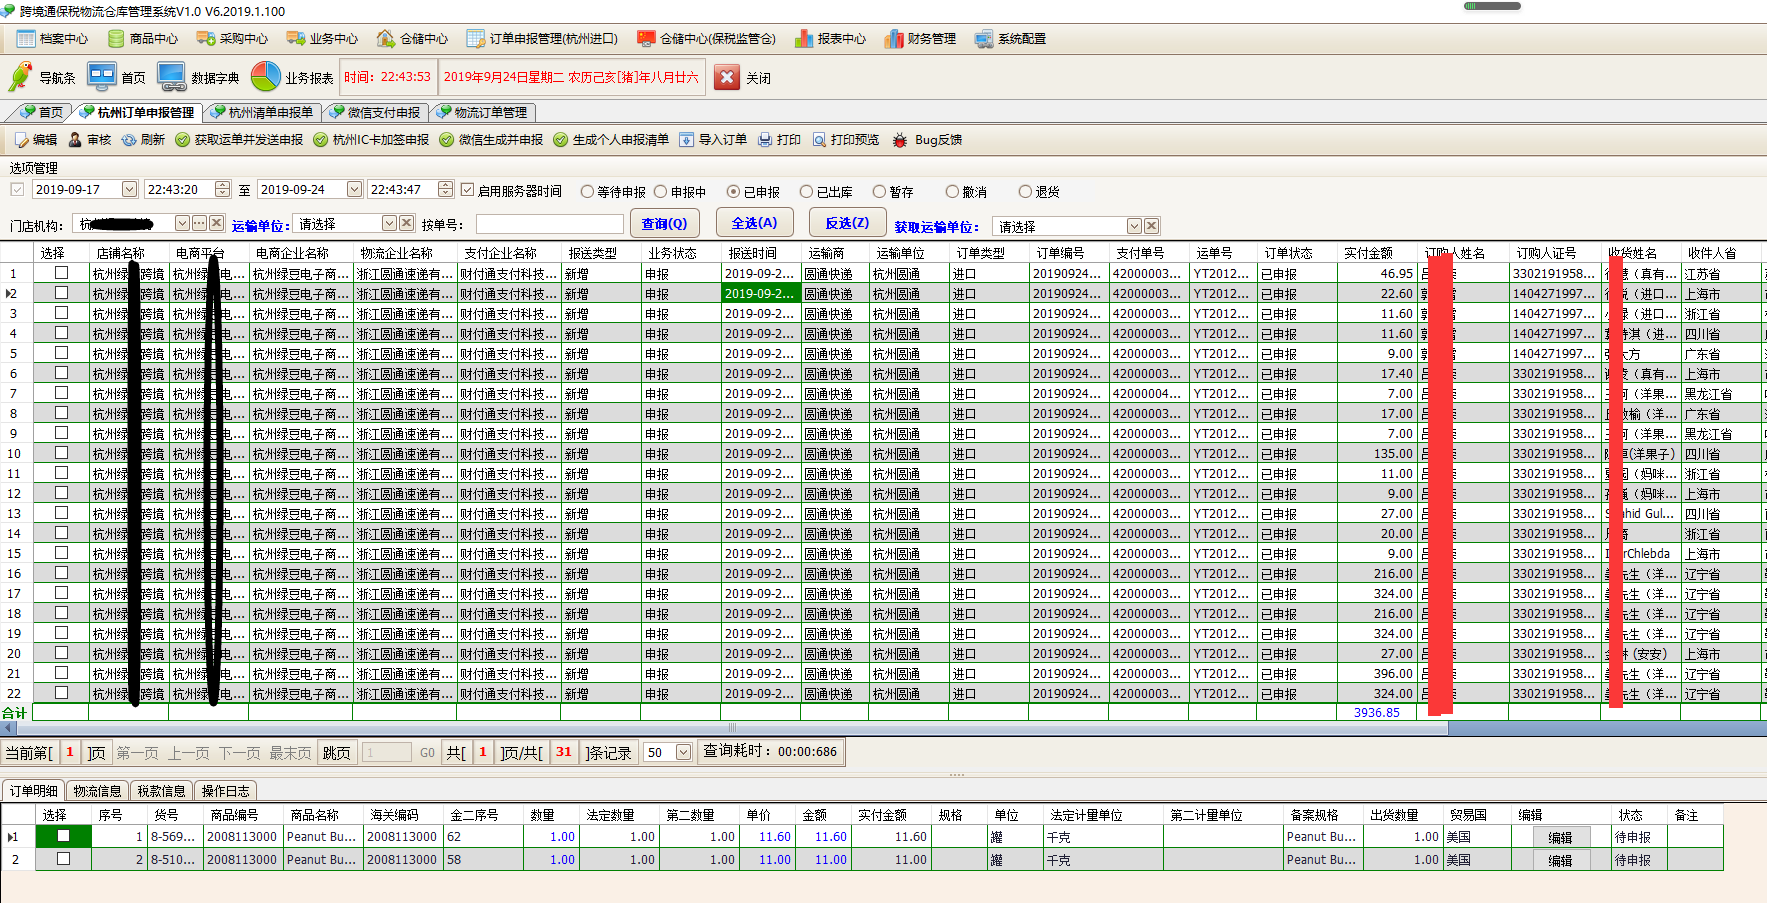 跨境通保税物流仓库管理系统V1.0 V6.2019.1.100
档案中心 商品中心 采购中心 业务中心 仓储中心 订单申报管理(杭州进口) 仓储中心(保税监管仓) 报表中心 财务管理 系统配置
导航条 首页 数据字典 业务报表 时间：22:43:53 2019年9月24日星期二 农历己亥[猪]年八月廿六 关闭
首页 杭州订单申报管理 杭州清单申报单 微信支付申报 物流订单管理
编辑 审核 刷新 获取运单并发送申报 杭州IC卡加签申报 微信生成并申报 生成个人申报清单 导入订单 打印 打印预览 Bug反馈
选项管理
2019-09-17 22:43:20 至 2019-09-24 22:43:47 启用服务器时间 等待申报 申报中 已申报 已出库 暂存 撤消 退货
门店机构： 杭 运输单位： 请选择 按单号： 查询(Q) 全选(A) 反选(Z) 获取运输单位： 请选择
选择 店铺名称 电商平台 电商企业名称 物流企业名称 支付企业名称 报送类型 业务状态 报送时间 运输商 运输单位 订单类型 订单编号 支付单号 运单号 订单状态 实付金额 订购人姓名 订购人证号 收货姓名 收件人省
1 杭州绿 跨境 杭州绿 电... 杭州绿豆电子商... 浙江圆通速递有... 财付通支付科技... 新增 申报 2019-09-2... 圆通快递 杭州圆通 进口 20190924... 42000003... YT2012... 已申报 46.95 3302191958... （真有... 江苏省
2 杭州绿 跨境 杭州绿 电... 杭州绿豆电子商... 浙江圆通速递有... 财付通支付科技... 新增 申报 2019-09-2... 圆通快递 杭州圆通 进口 20190924... 42000003... YT2012... 已申报 22.60 1404271997... （进口... 上海市
3 杭州绿 跨境 杭州绿 电... 杭州绿豆电子商... 浙江圆通速递有... 财付通支付科技... 新增 申报 2019-09-2... 圆通快递 杭州圆通 进口 20190924... 42000003... YT2012... 已申报 11.60 1404271997... （进口... 浙江省
4 杭州绿 跨境 杭州绿 电... 杭州绿豆电子商... 浙江圆通速递有... 财付通支付科技... 新增 申报 2019-09-2... 圆通快递 杭州圆通 进口 20190924... 42000003... YT2012... 已申报 11.60 1404271997... 淇（进... 四川省
5 杭州绿 跨境 杭州绿 电... 杭州绿豆电子商... 浙江圆通速递有... 财付通支付科技... 新增 申报 2019-09-2... 圆通快递 杭州圆通 进口 20190924... 42000003... YT2012... 已申报 9.00 1404271997... 方 广东省
6 杭州绿 跨境 杭州绿 电... 杭州绿豆电子商... 浙江圆通速递有... 财付通支付科技... 新增 申报 2019-09-2... 圆通快递 杭州圆通 进口 20190924... 42000003... YT2012... 已申报 17.40 3302191958... （真有... 上海市
7 杭州绿 跨境 杭州绿 电... 杭州绿豆电子商... 浙江圆通速递有... 财付通支付科技... 新增 申报 2019-09-2... 圆通快递 杭州圆通 进口 20190924... 42000004... YT2012... 已申报 7.00 3302191958... （洋果... 黑龙江省
8 杭州绿 跨境 杭州绿 电... 杭州绿豆电子商... 浙江圆通速递有... 财付通支付科技... 新增 申报 2019-09-2... 圆通快递 杭州圆通 进口 20190924... 42000003... YT2012... 已申报 17.00 3302191958... 榆（洋... 广东省
9 杭州绿 跨境 杭州绿 电... 杭州绿豆电子商... 浙江圆通速递有... 财付通支付科技... 新增 申报 2019-09-2... 圆通快递 杭州圆通 进口 20190924... 42000003... YT2012... 已申报 7.00 3302191958... （洋果... 黑龙江省
10 杭州绿 跨境 杭州绿 电... 杭州绿豆电子商... 浙江圆通速递有... 财付通支付科技... 新增 申报 2019-09-2... 圆通快递 杭州圆通 进口 20190924... 42000003... YT2012... 已申报 135.00 3302191958... (洋果子) 四川省
11 杭州绿 跨境 杭州绿 电... 杭州绿豆电子商... 浙江圆通速递有... 财付通支付科技... 新增 申报 2019-09-2... 圆通快递 杭州圆通 进口 20190924... 42000003... YT2012... 已申报 11.00 3302191958... （妈咪... 浙江省
12 杭州绿 跨境 杭州绿 电... 杭州绿豆电子商... 浙江圆通速递有... 财付通支付科技... 新增 申报 2019-09-2... 圆通快递 杭州圆通 进口 20190924... 42000003... YT2012... 已申报 9.00 3302191958... （妈咪... 上海市
13 杭州绿 跨境 杭州绿 电... 杭州绿豆电子商... 浙江圆通速递有... 财付通支付科技... 新增 申报 2019-09-2... 圆通快递 杭州圆通 进口 20190924... 42000003... YT2012... 已申报 27.00 3302191958... hid Gul... 四川省
14 杭州绿 跨境 杭州绿 电... 杭州绿豆电子商... 浙江圆通速递有... 财付通支付科技... 新增 申报 2019-09-2... 圆通快递 杭州圆通 进口 20190924... 42000003... YT2012... 已申报 20.00 3302191958... 浙江省
15 杭州绿 跨境 杭州绿 电... 杭州绿豆电子商... 浙江圆通速递有... 财付通支付科技... 新增 申报 2019-09-2... 圆通快递 杭州圆通 进口 20190924... 42000003... YT2012... 已申报 9.00 3302191958... rChlebda 上海市
16 杭州绿 跨境 杭州绿 电... 杭州绿豆电子商... 浙江圆通速递有... 财付通支付科技... 新增 申报 2019-09-2... 圆通快递 杭州圆通 进口 20190924... 42000003... YT2012... 已申报 216.00 3302191958... 先生（洋... 辽宁省
17 杭州绿 跨境 杭州绿 电... 杭州绿豆电子商... 浙江圆通速递有... 财付通支付科技... 新增 申报 2019-09-2... 圆通快递 杭州圆通 进口 20190924... 42000003... YT2012... 已申报 324.00 3302191958... 先生（洋... 辽宁省
18 杭州绿 跨境 杭州绿 电... 杭州绿豆电子商... 浙江圆通速递有... 财付通支付科技... 新增 申报 2019-09-2... 圆通快递 杭州圆通 进口 20190924... 42000003... YT2012... 已申报 216.00 3302191958... 先生（洋... 辽宁省
19 杭州绿 跨境 杭州绿 电... 杭州绿豆电子商... 浙江圆通速递有... 财付通支付科技... 新增 申报 2019-09-2... 圆通快递 杭州圆通 进口 20190924... 42000003... YT2012... 已申报 324.00 3302191958... 先生（洋... 辽宁省
20 杭州绿 跨境 杭州绿 电... 杭州绿豆电子商... 浙江圆通速递有... 财付通支付科技... 新增 申报 2019-09-2... 圆通快递 杭州圆通 进口 20190924... 42000003... YT2012... 已申报 27.00 3302191958... (安安) 上海市
21 杭州绿 跨境 杭州绿 电... 杭州绿豆电子商... 浙江圆通速递有... 财付通支付科技... 新增 申报 2019-09-2... 圆通快递 杭州圆通 进口 20190924... 42000003... YT2012... 已申报 396.00 3302191958... 先生（洋... 辽宁省
22 杭州绿 跨境 杭州绿 电... 杭州绿豆电子商... 浙江圆通速递有... 财付通支付科技... 新增 申报 2019-09-2... 圆通快递 杭州圆通 进口 20190924... 42000003... YT2012... 已申报 324.00 3302191958... 先生（洋... 辽宁省
合计 3936.85
当前第[ 1 ]页 第一页 上一页 下一页 最末页 跳页 1 GO 共[ 1 ]页/共[ 31 ]条记录 50 查询耗时：00:00:686
订单明细 物流信息 税款信息 操作日志
选择 序号 货号 商品编号 商品名称 海关编码 金二序号 数量 法定数量 第二数量 单价 金额 实付金额 规格 单位 法定计量单位 第二计量单位 备案规格 出货数量 贸易国 编辑 状态 备注
1 1 8-569... 2008113000 Peanut Bu... 2008113000 62 1.00 1.00 1.00 11.60 11.60 11.60 罐 千克 Peanut Bu... 1.00 美国 编辑 待申报
2 2 8-510... 2008113000 Peanut Bu... 2008113000 58 1.00 1.00 1.00 11.00 11.00 11.00 罐 千克 Peanut Bu... 1.00 美国 编辑 待申报